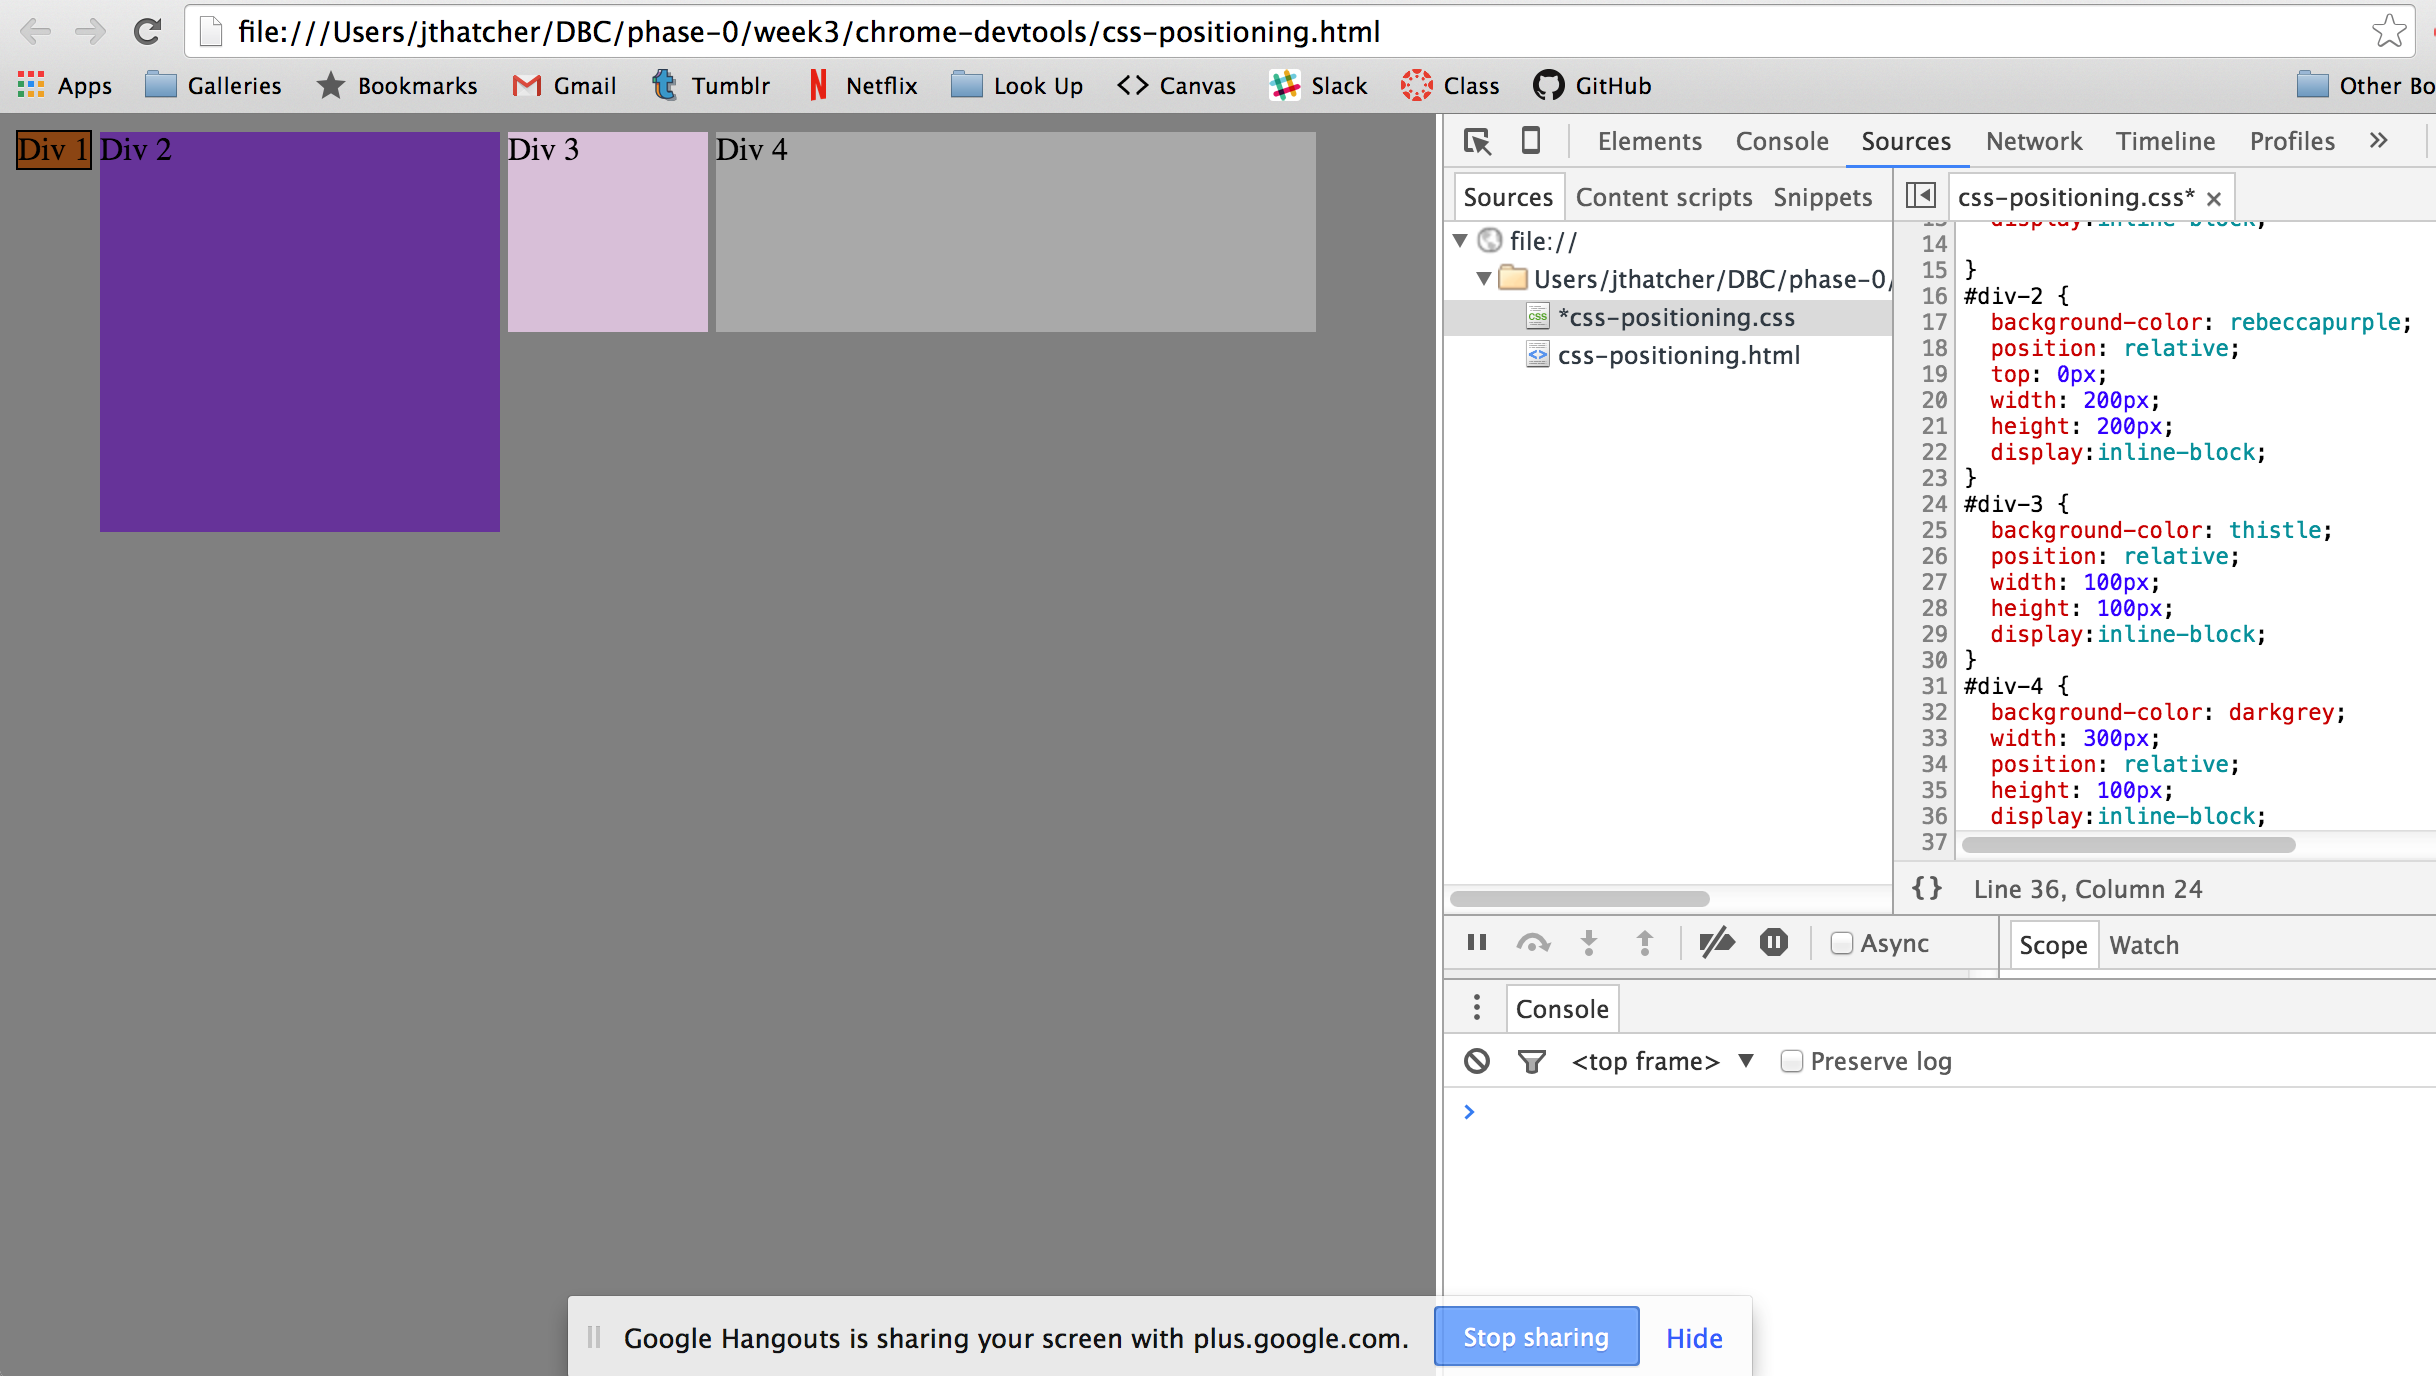 file:///Users/jthatcher/DBC/phase-0/week3/chrome-devtools/css-positioning.html
Apps Galleries Bookmarks Gmail Tumblr Netflix Look Up <> Canvas Slack Class GitHub Other Bo
Div 1 Div 2 Div 3 Div 4
Elements Console Sources Network Timeline Profiles »
Sources Content scripts Snippets
css-positioning.css* ×
file://
Users/jthatcher/DBC/phase-0/
*css-positioning.css
css-positioning.html
13 display:inline-block;
14
15 }
16 #div-2 {
17 background-color: rebeccapurple;
18 position: relative;
19 top: 0px;
20 width: 200px;
21 height: 200px;
22 display:inline-block;
23 }
24 #div-3 {
25 background-color: thistle;
26 position: relative;
27 width: 100px;
28 height: 100px;
29 display:inline-block;
30 }
31 #div-4 {
32 background-color: darkgrey;
33 width: 300px;
34 position: relative;
35 height: 100px;
36 display:inline-block;
37
{} Line 36, Column 24
Async
Scope Watch
Console
<top frame> ▼ Preserve log
>
Google Hangouts is sharing your screen with plus.google.com. Stop sharing Hide